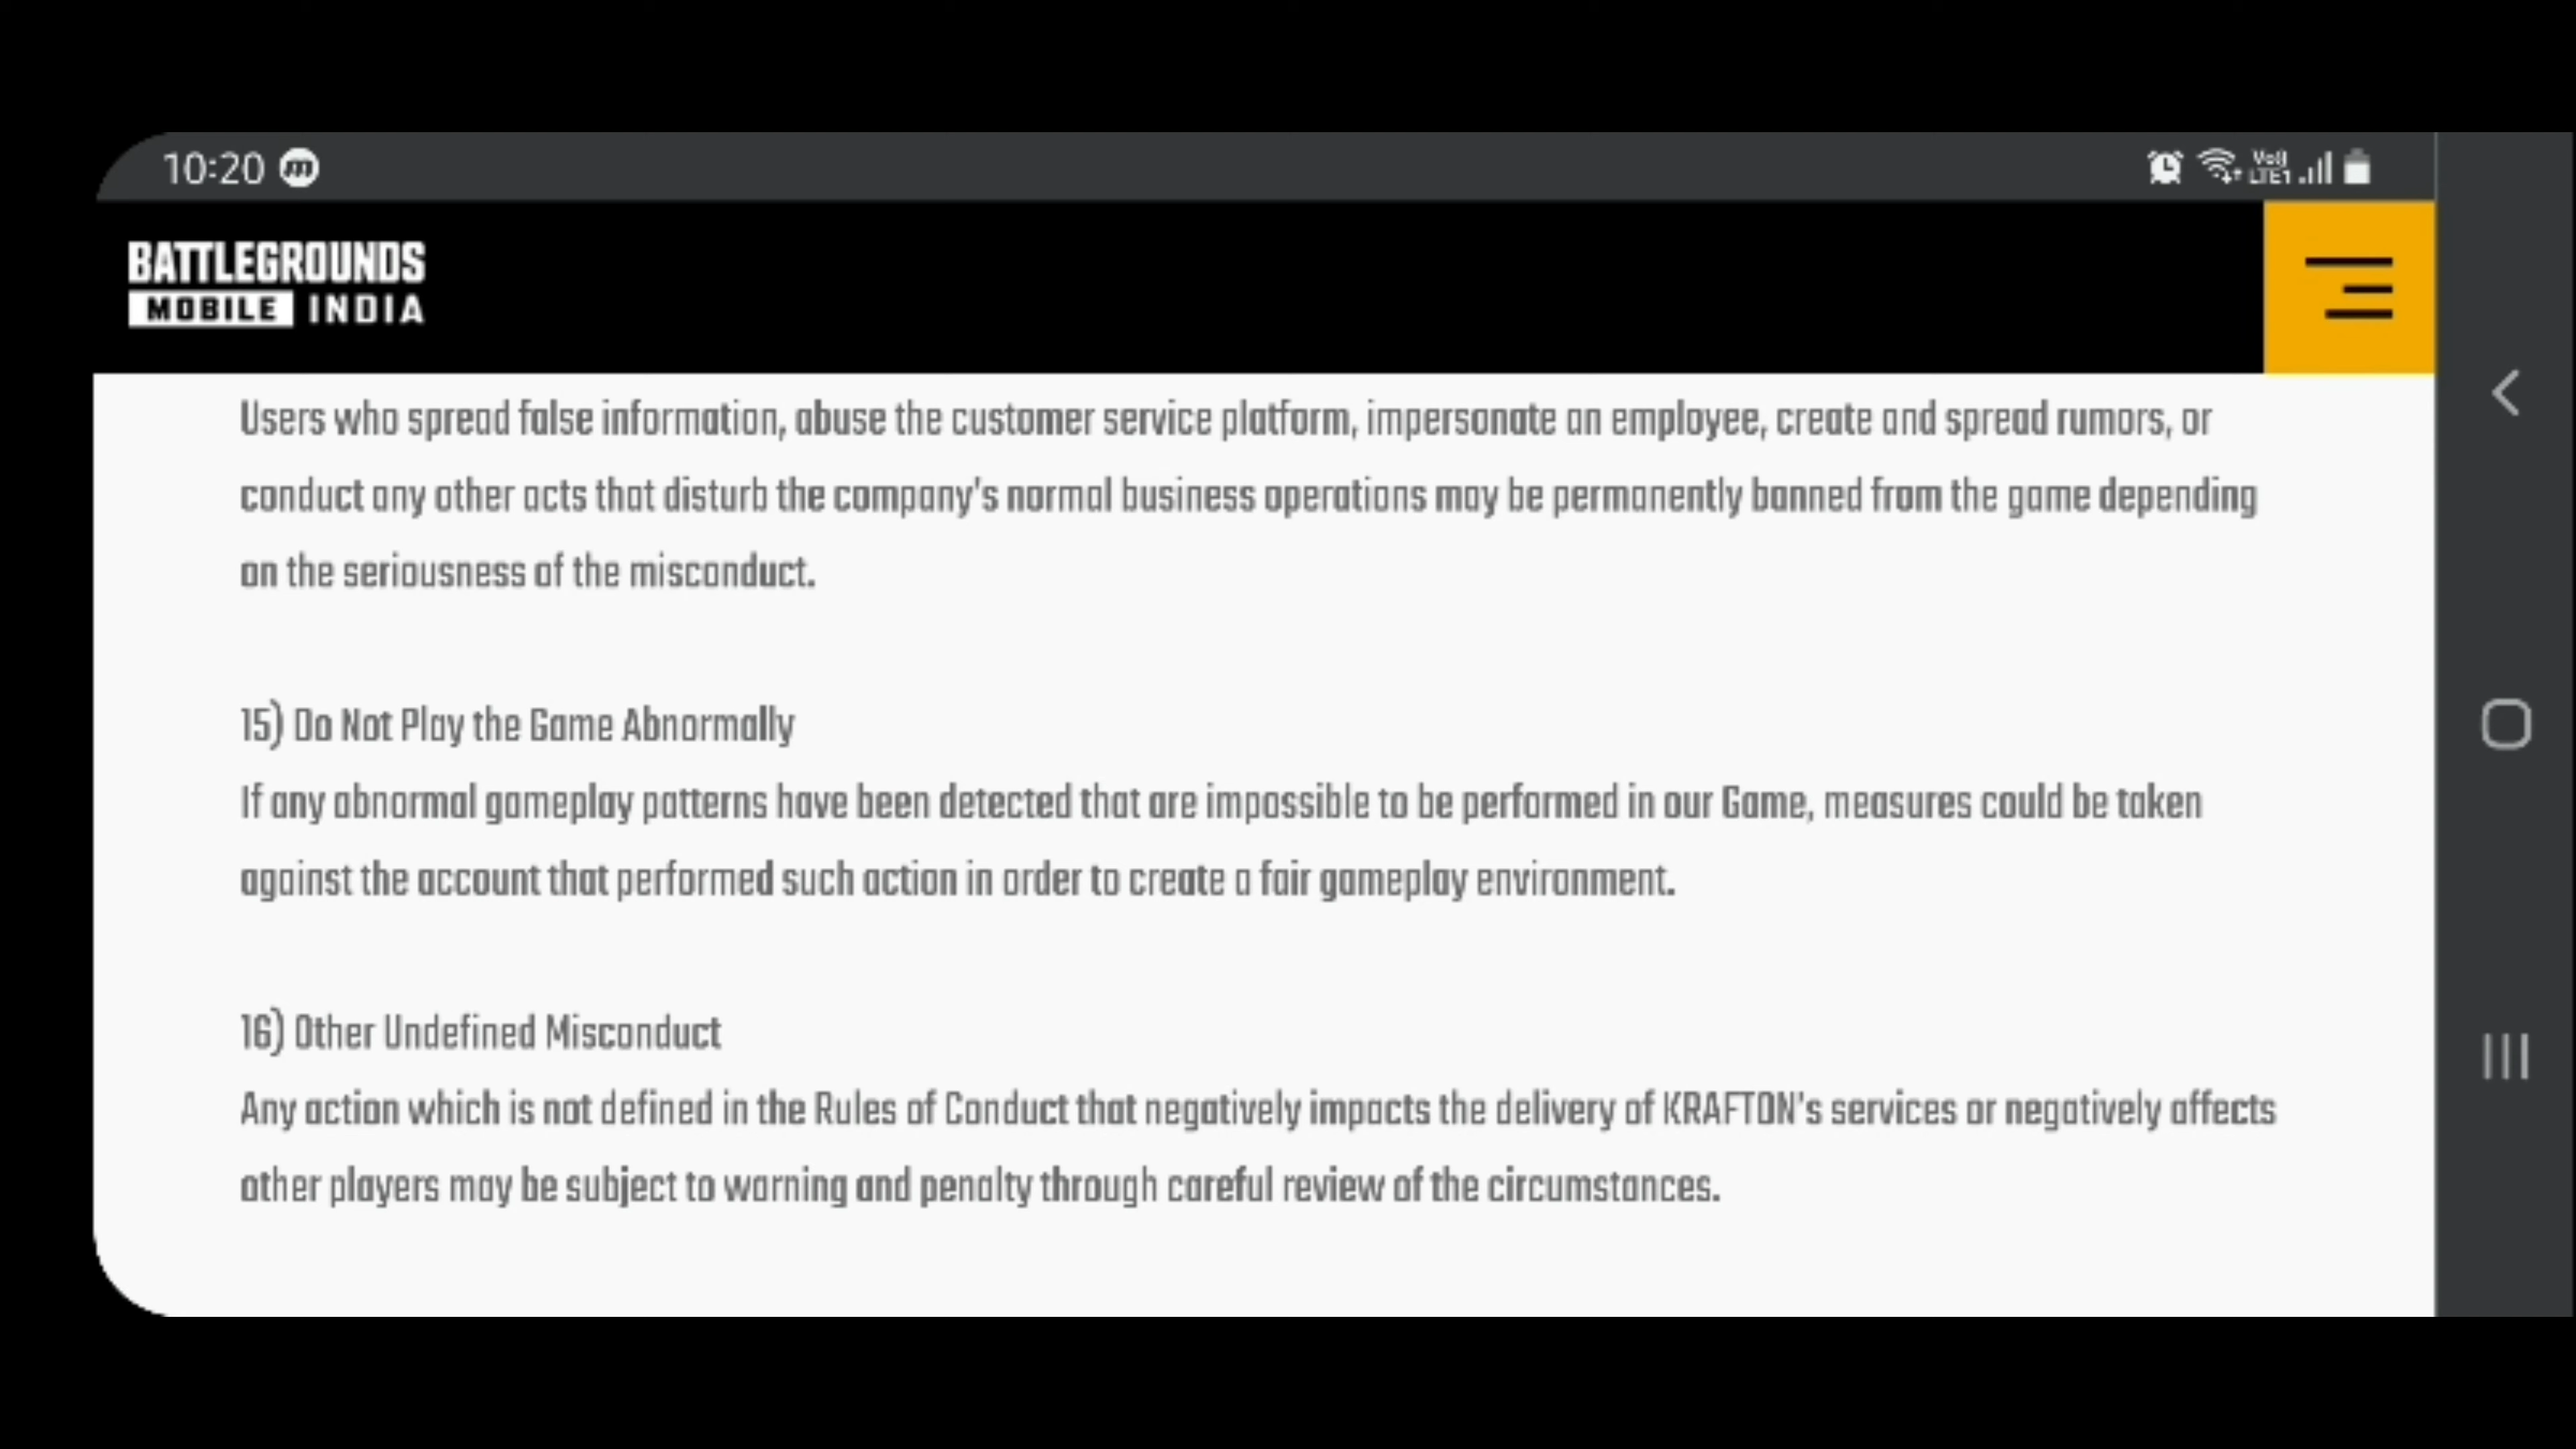 10:20
Vo)) LTE1
BATTLEGROUNDS
MOBILE INDIA
Users who spread false information, abuse the customer service platform, impersonate an employee, create and spread rumors, or
conduct any other acts that disturb the company's normal business operations may be permanently banned from the game depending
on the seriousness of the misconduct.
15) Do Not Play the Game Abnormally
If any abnormal gameplay patterns have been detected that are impossible to be performed in our Game, measures could be taken
against the account that performed such action in order to create a fair gameplay environment.
16) Other Undefined Misconduct
Any action which is not defined in the Rules of Conduct that negatively impacts the delivery of KRAFTON's services or negatively affects
other players may be subject to warning and penalty through careful review of the circumstances.